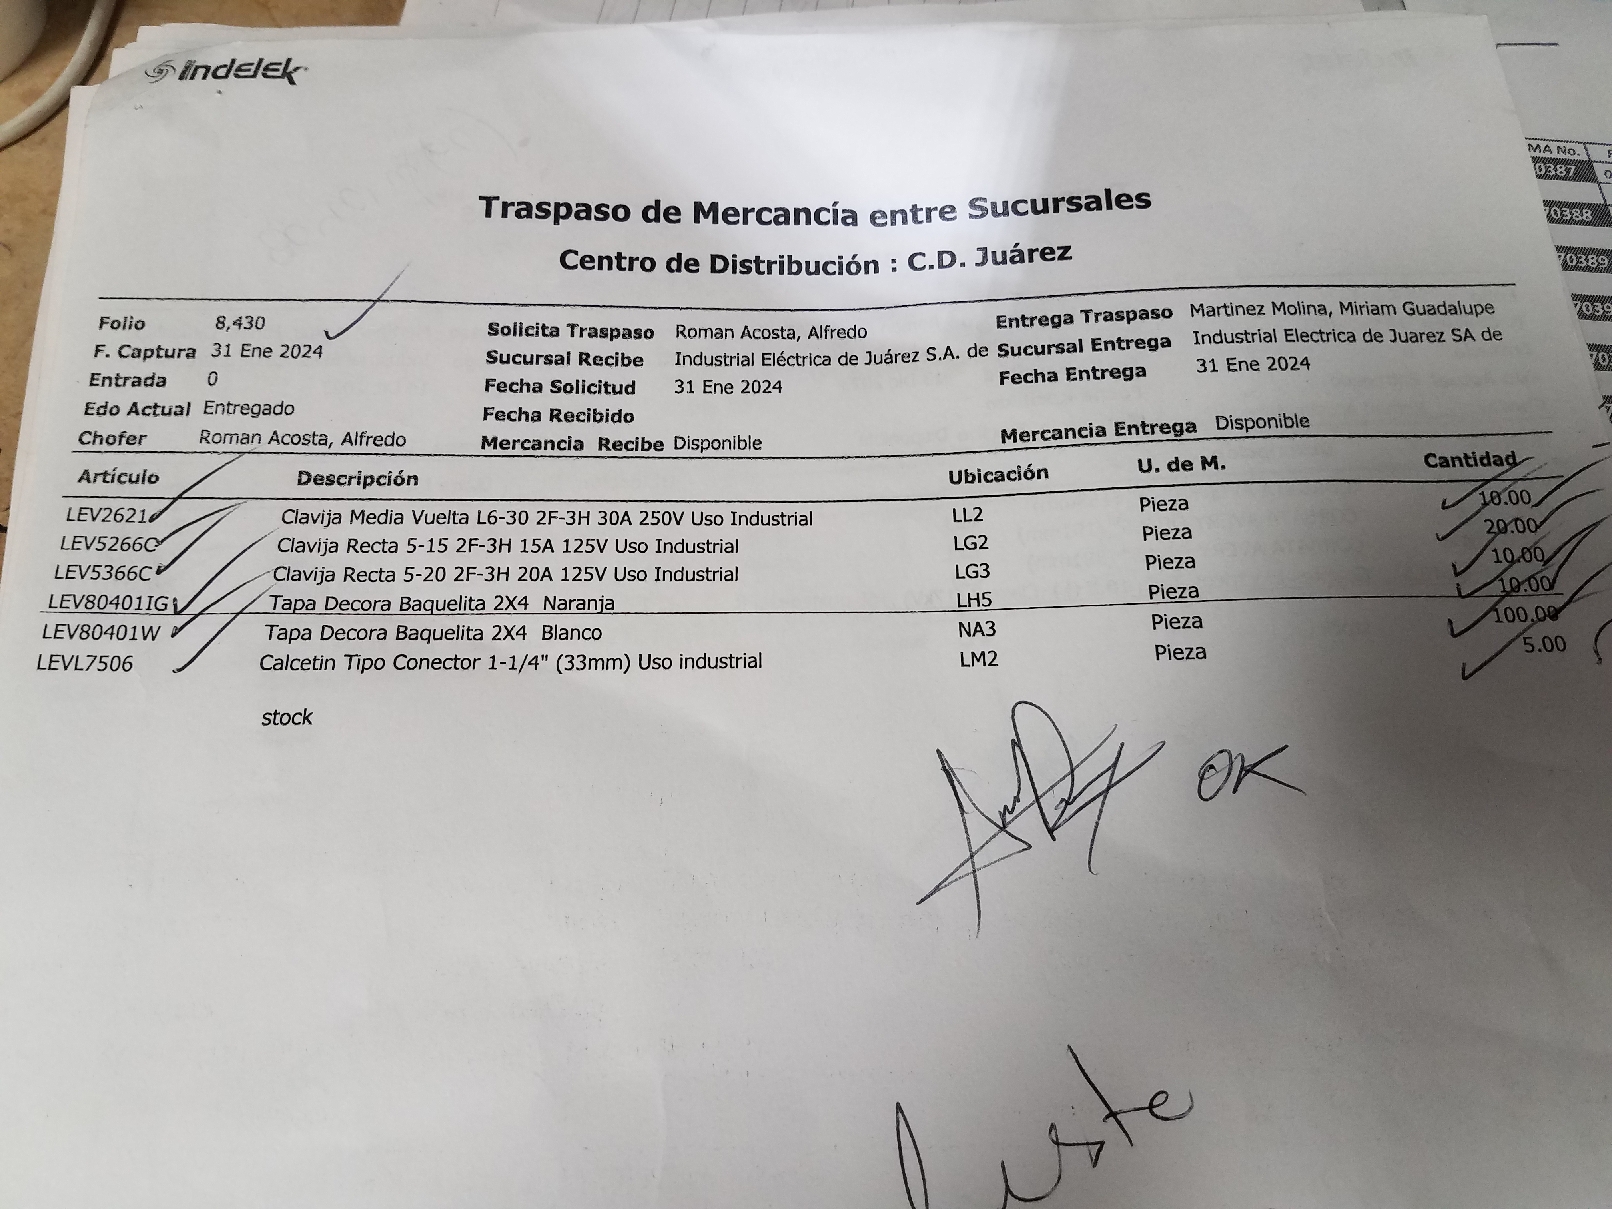 Indelek
Traspaso de Mercancía entre Sucursales
Centro de Distribución : C.D. Juárez
Folio 8,430
F. Captura 31 Ene 2024
Entrada 0
Edo Actual Entregado
Chofer Roman Acosta, Alfredo
Solicita Traspaso Roman Acosta, Alfredo
Sucursal Recibe Industrial Eléctrica de Juárez S.A. de
Fecha Solicitud 31 Ene 2024
Fecha Recibido
Mercancia Recibe Disponible
Entrega Traspaso Martinez Molina, Miriam Guadalupe
Sucursal Entrega Industrial Electrica de Juarez SA de
Fecha Entrega 31 Ene 2024
Mercancia Entrega Disponible
Artículo Descripción Ubicación U. de M. Cantidad
LEV2621 Clavija Media Vuelta L6-30 2F-3H 30A 250V Uso Industrial LL2 Pieza 10.00
LEV5266C Clavija Recta 5-15 2F-3H 15A 125V Uso Industrial LG2 Pieza 20.00
LEV5366C Clavija Recta 5-20 2F-3H 20A 125V Uso Industrial LG3 Pieza 10.00
LEV80401IG Tapa Decora Baquelita 2X4 Naranja LH5 Pieza 10.00
LEV80401W Tapa Decora Baquelita 2X4 Blanco NA3 Pieza 100.00
LEVL7506 Calcetin Tipo Conector 1-1/4" (33mm) Uso industrial LM2 Pieza 5.00
stock
OK
MA No.
70388
70389